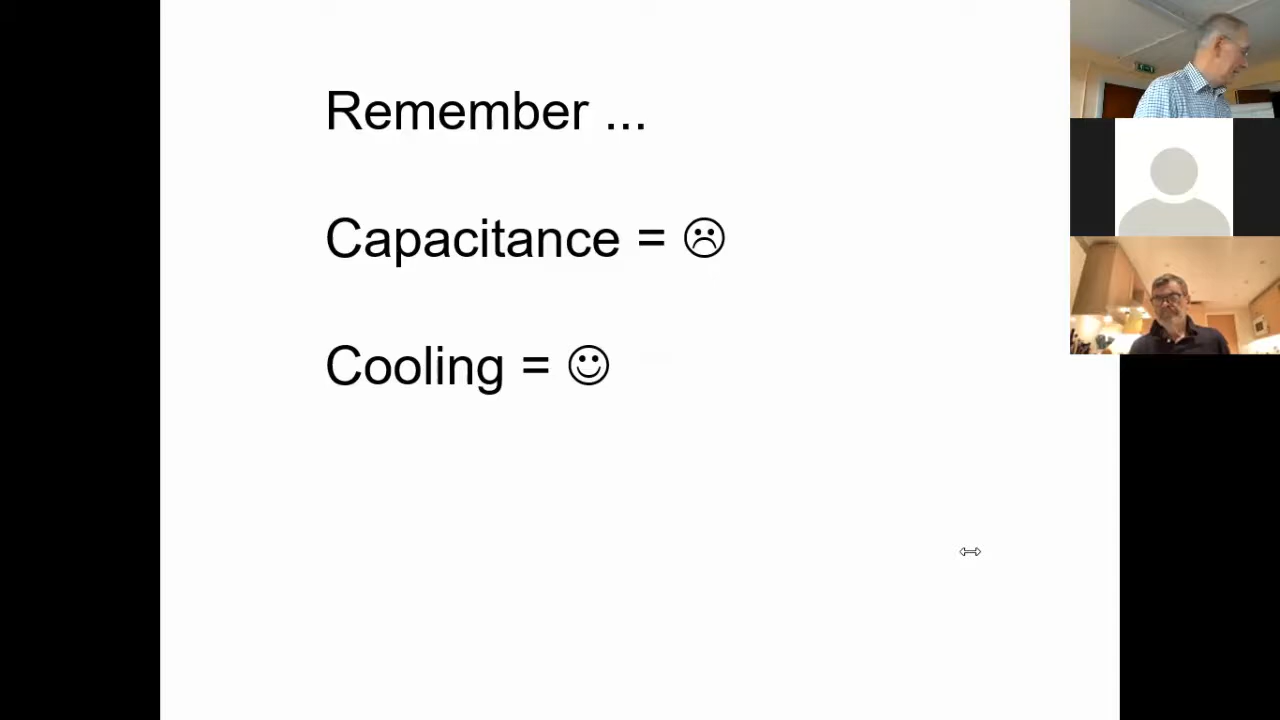 Remember ...
Capacitance = ☹
Cooling = ☺